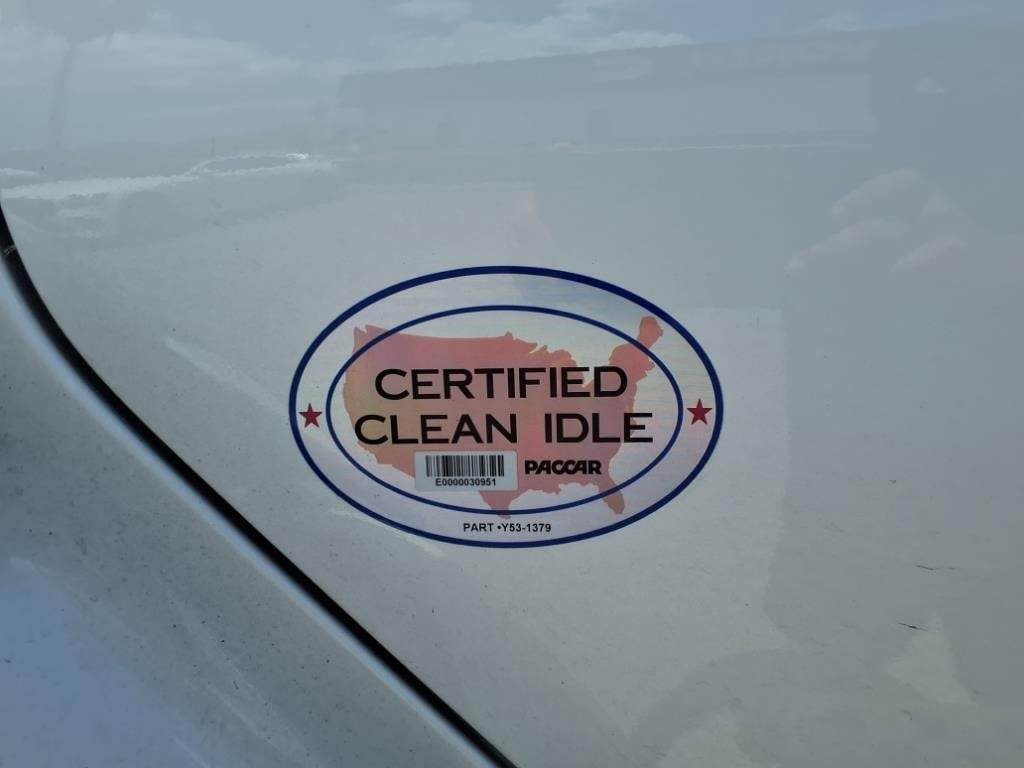 CERTIFIED
CLEAN IDLE
PACCAR
E0000030951
PART •Y53-1379